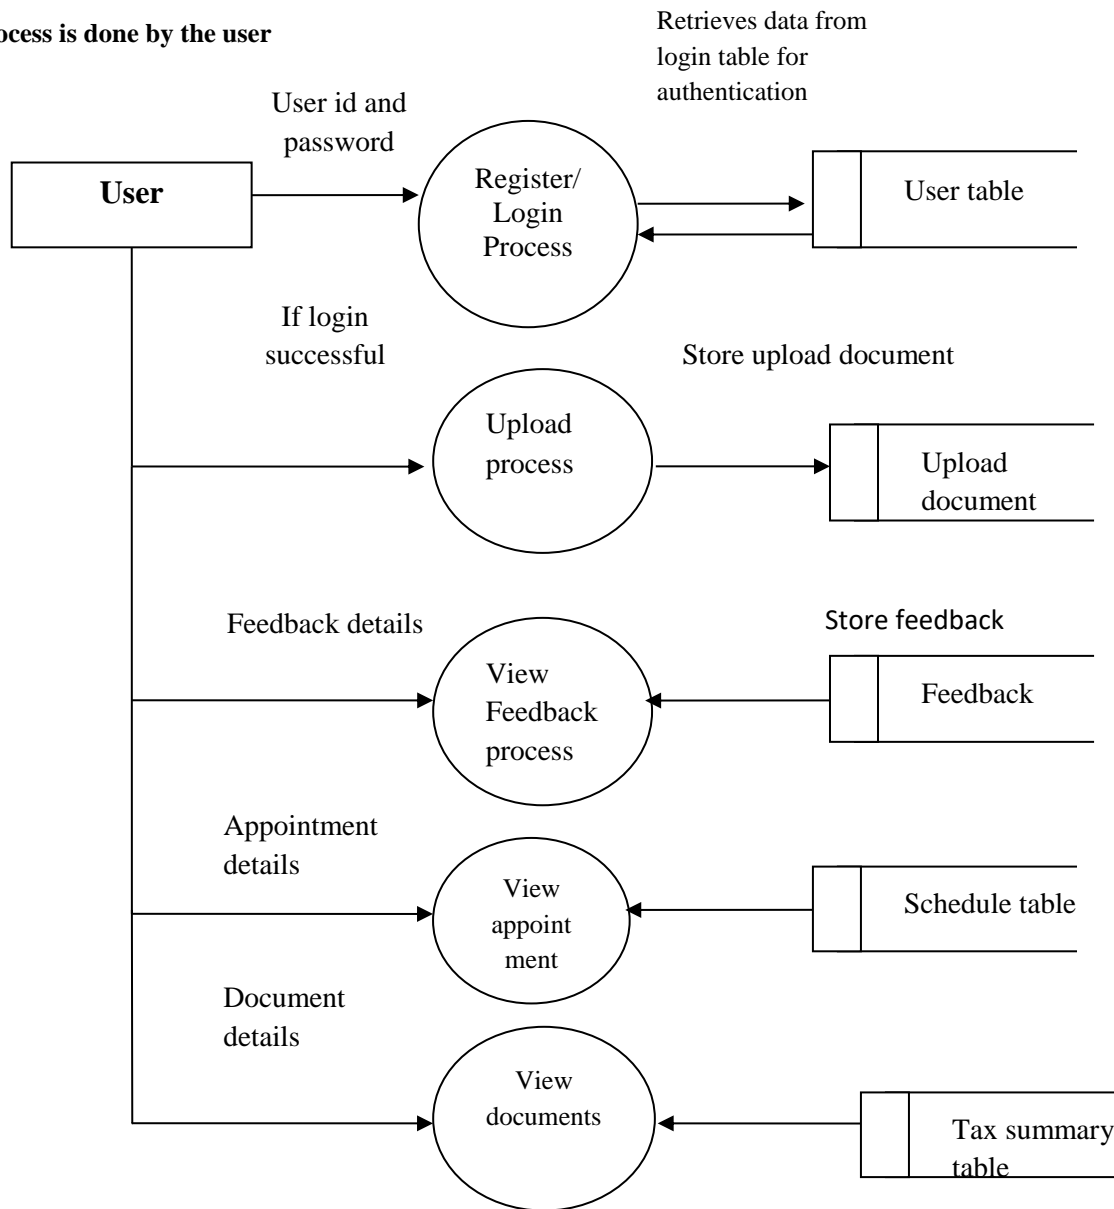 ocess is done by the user
Retrieves data from
login table for
authentication
User id and
password
User
Register/
Login
Process
User table
If login
successful
Store upload document
Upload
process
Upload
document
Feedback details
Store feedback
View
Feedback
process
Feedback
Appointment
details
View
appoint
ment
Schedule table
Document
details
View
documents
Tax summary
table